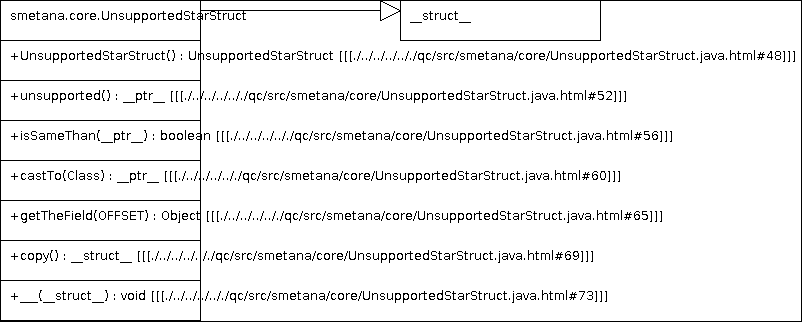 smetana.core.UnsupportedStarStruct
__struct__
+UnsupportedStarStruct() : UnsupportedStarStruct [[[./../../../../../qc/src/smetana/core/UnsupportedStarStruct.java.html#48]]]
+unsupported() : __ptr__ [[[./../../../../../qc/src/smetana/core/UnsupportedStarStruct.java.html#52]]]
+isSameThan(__ptr__) : boolean [[[./../../../../../qc/src/smetana/core/UnsupportedStarStruct.java.html#56]]]
+castTo(Class) : __ptr__ [[[./../../../../../qc/src/smetana/core/UnsupportedStarStruct.java.html#60]]]
+getTheField(OFFSET) : Object [[[./../../../../../qc/src/smetana/core/UnsupportedStarStruct.java.html#65]]]
+copy() : __struct__ [[[./../../../../../qc/src/smetana/core/UnsupportedStarStruct.java.html#69]]]
+___(__struct__) : void [[[./../../../../../qc/src/smetana/core/UnsupportedStarStruct.java.html#73]]]